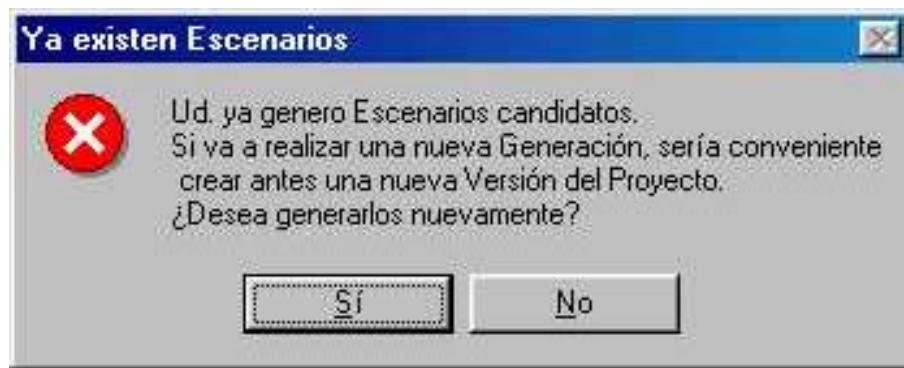 Ya existen Escenarios
Ud. ya genero Escenarios candidatos.
Si va a realizar una nueva Generación, sería conveniente
crear antes una nueva Versión del Proyecto.
¿Desea generarlos nuevamente?
Sí
No